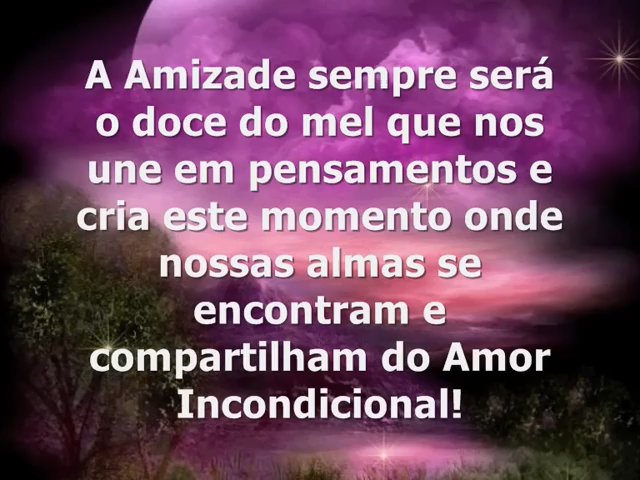 A Amizade sempre será
o doce do mel que nos
une em pensamentos e
cria este momento onde
nossas almas se
encontram e
compartilham do Amor
Incondicional!